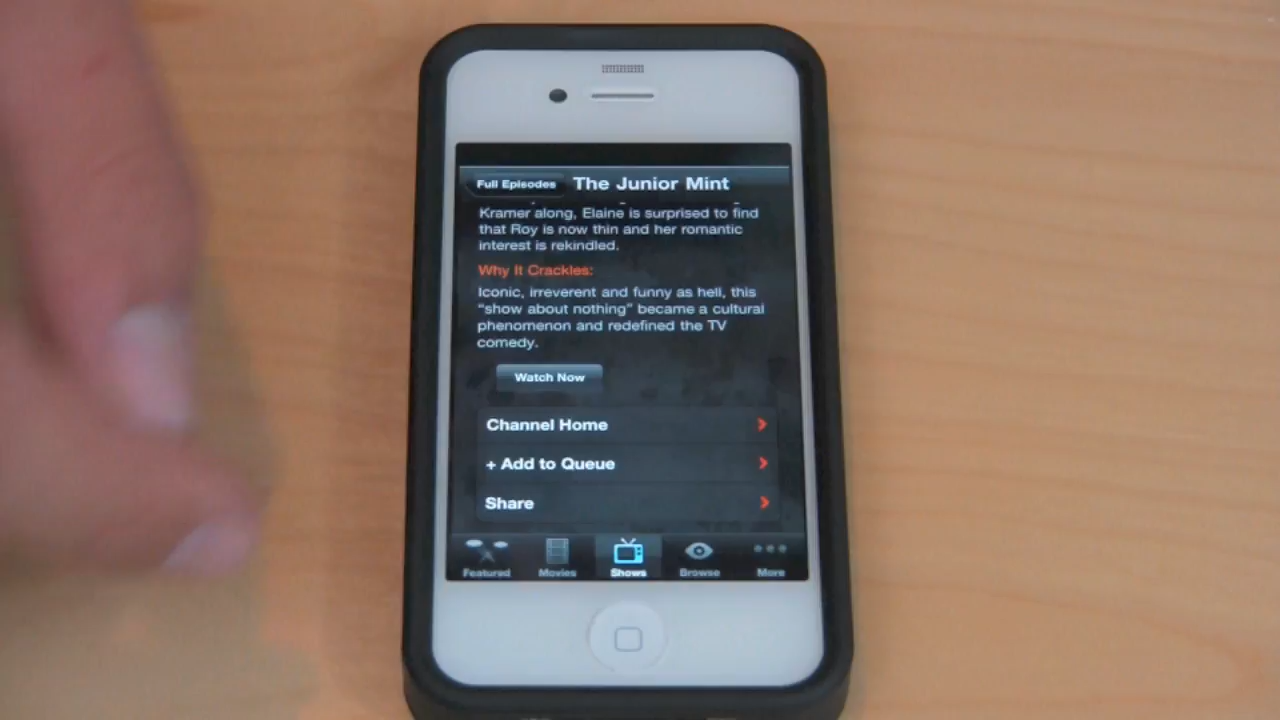 Full Episodes The Junior Mint
Kramer along, Elaine is surprised to find
that Roy is now thin and her romantic
interest is rekindled.
Why It Crackles:
Iconic, irreverent and funny as hell, this
“show about nothing” became a cultural
phenomenon and redefined the TV
comedy.
Watch Now
Channel Home
+ Add to Queue
Share
Featured Movies Shows Browse More